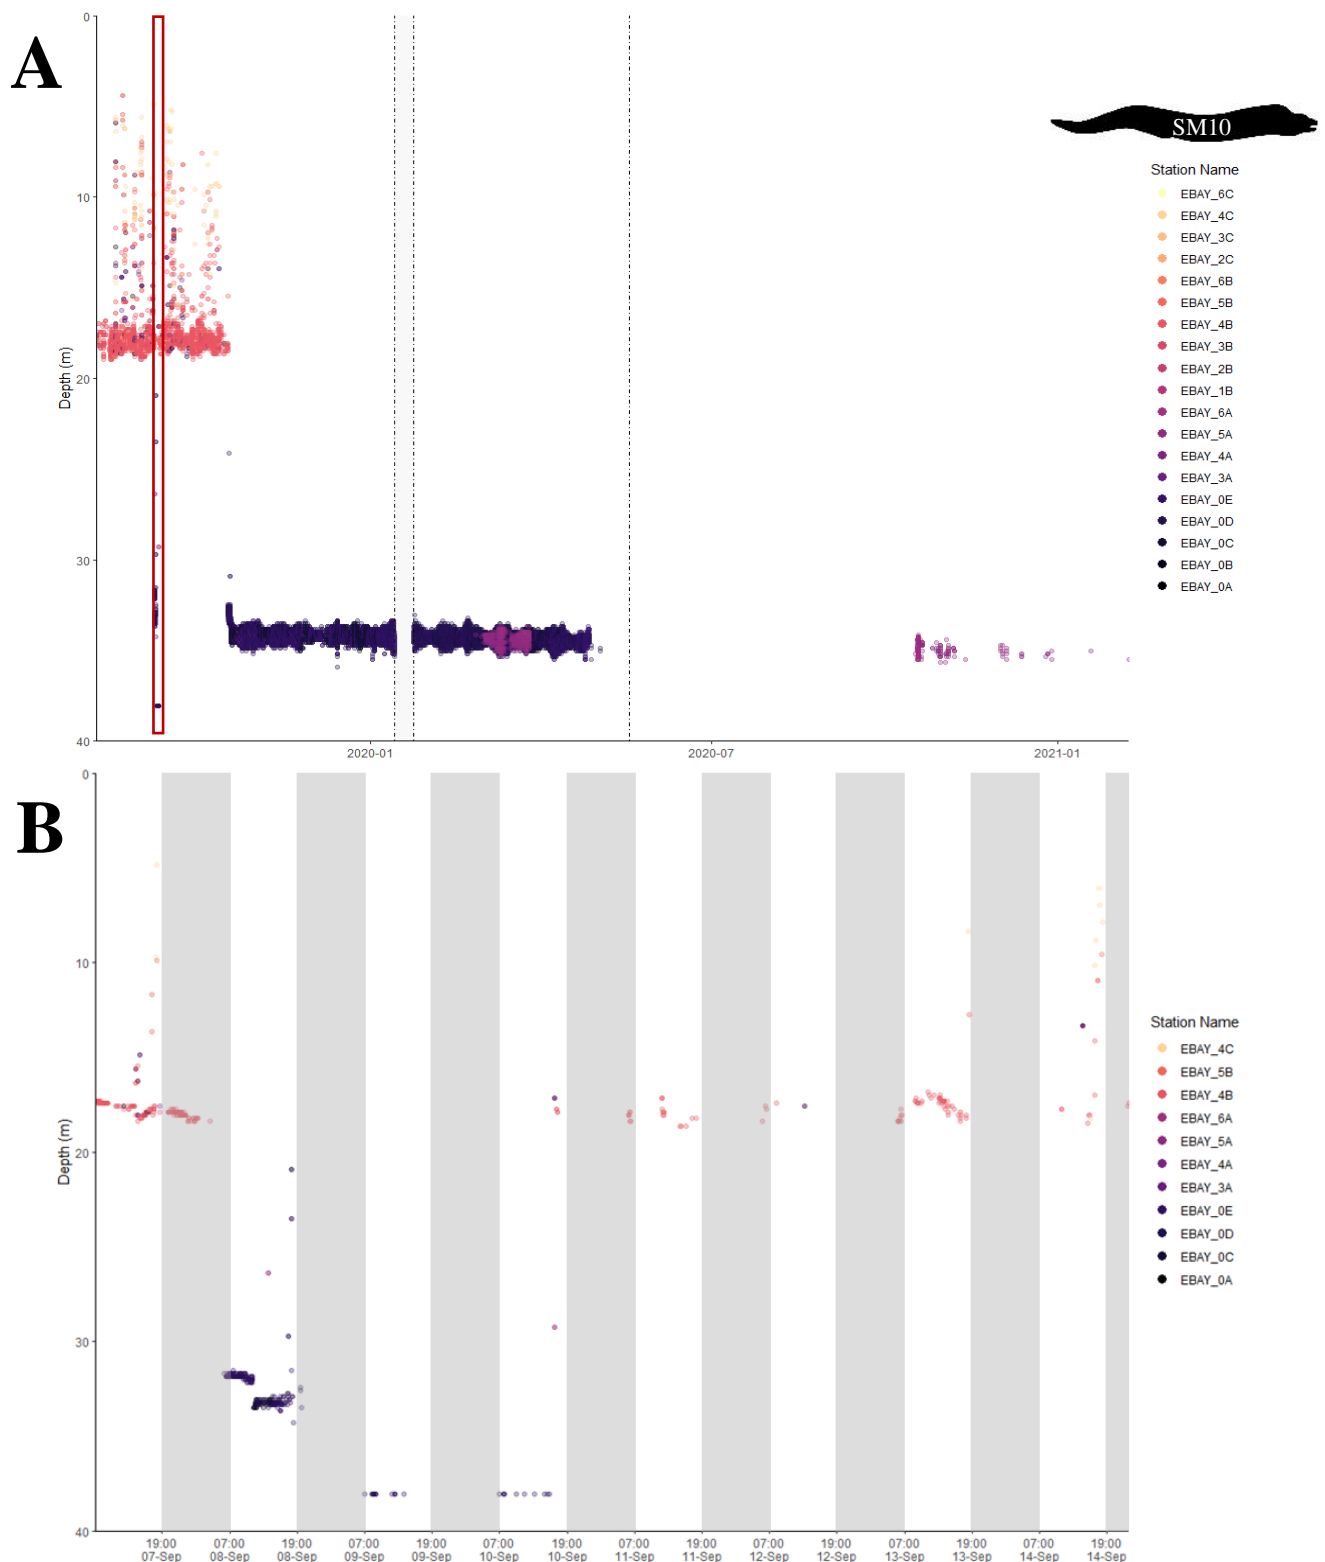 A
0
10
20
30
40
Depth (m)
2020-01
2020-07
2021-01
SM10
Station Name
EBAY_6C
EBAY_4C
EBAY_3C
EBAY_2C
EBAY_6B
EBAY_5B
EBAY_4B
EBAY_3B
EBAY_2B
EBAY_1B
EBAY_6A
EBAY_5A
EBAY_4A
EBAY_3A
EBAY_0E
EBAY_0D
EBAY_0C
EBAY_0B
EBAY_0A
B
0
10
20
30
40
Depth (m)
19:00 07:00 19:00 07:00 19:00 07:00 19:00 07:00 19:00 07:00 19:00 07:00 19:00 07:00 19:00
07-Sep 08-Sep 08-Sep 09-Sep 09-Sep 10-Sep 10-Sep 11-Sep 11-Sep 12-Sep 12-Sep 13-Sep 13-Sep 14-Sep 14-Sep
Station Name
EBAY_4C
EBAY_5B
EBAY_4B
EBAY_6A
EBAY_5A
EBAY_4A
EBAY_3A
EBAY_0E
EBAY_0D
EBAY_0C
EBAY_0A